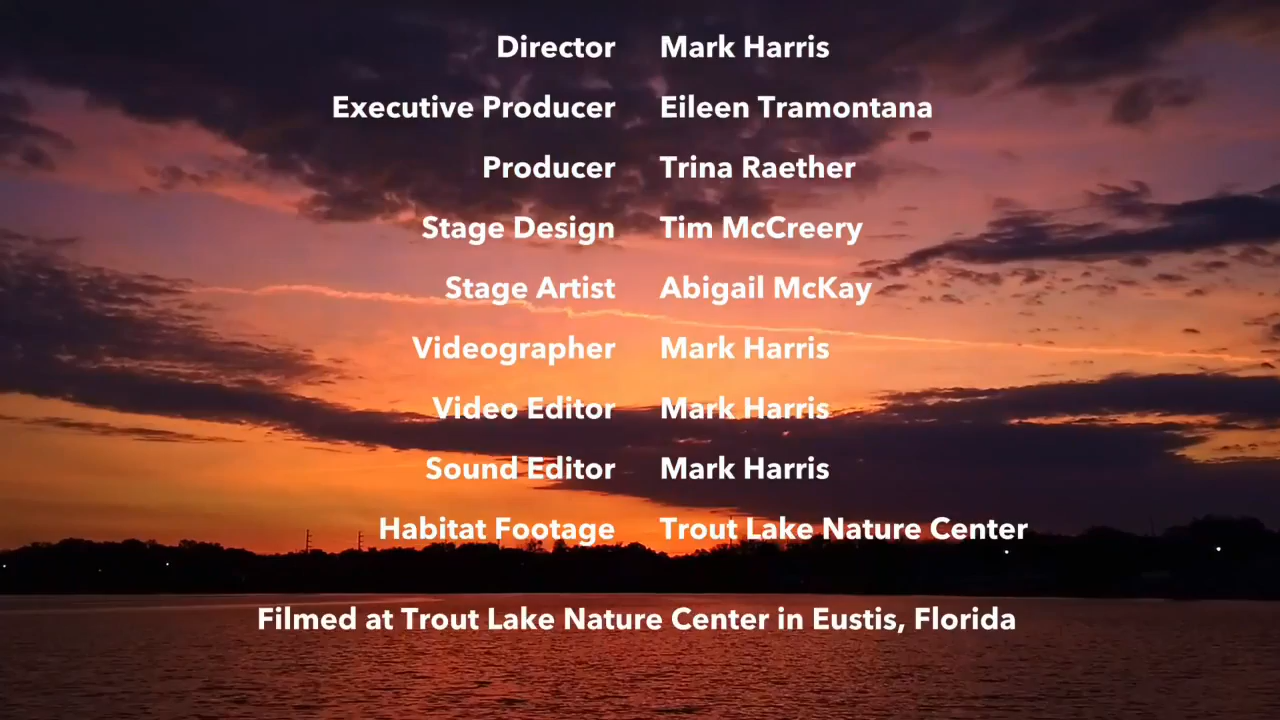 Director Mark Harris
Executive Producer Eileen Tramontana
Producer Trina Raether
Stage Design Tim McCreery
Stage Artist Abigail McKay
Videographer Mark Harris
Video Editor Mark Harris
Sound Editor Mark Harris
Habitat Footage Trout Lake Nature Center
Filmed at Trout Lake Nature Center in Eustis, Florida